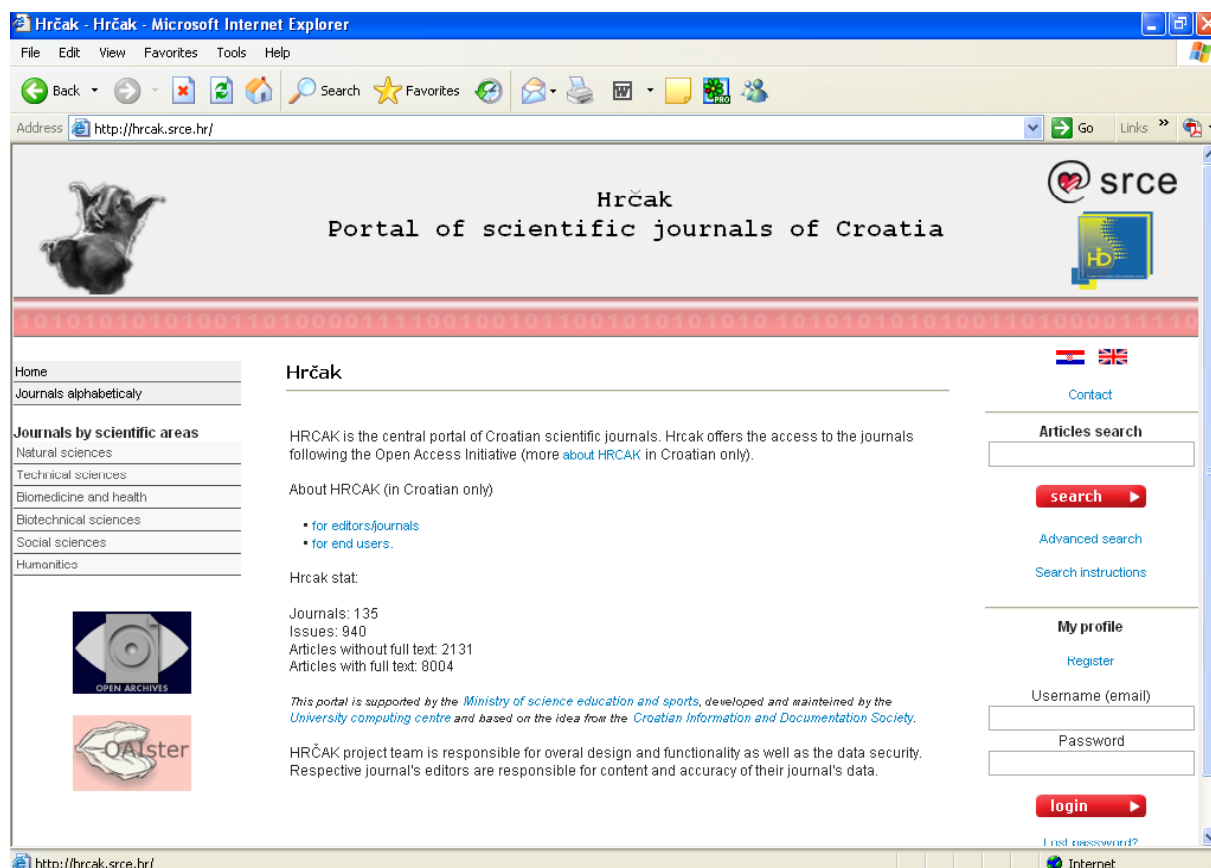 Hrčak - Hrčak - Microsoft Internet Explorer
File Edit View Favorites Tools Help
Back Search Favorites
Address http://hrcak.srce.hr/ Go Links »
srce
Hrčak
Portal of scientific journals of Croatia
HID
Home
Journals alphabeticaly
Journals by scientific areas
Natural sciences
Technical sciences
Biomedicine and health
Biotechnical sciences
Social sciences
Humanitics
OPEN ARCHIVES
OAIster
Hrčak
HRCAK is the central portal of Croatian scientific journals. Hrcak offers the access to the journals
following the Open Access Initiative (more about HRCAK in Croatian only).
About HRCAK (in Croatian only)
▪ for editors/journals
▪ for end users.
Hrcak stat:
Journals: 135
Issues: 940
Articles without full text: 2131
Articles with full text: 8004
This portal is supported by the Ministry of science education and sports, developed and mainteined by the
University computing centre and based on the idea from the Croatian Information and Documentation Society.
HRČAK project team is responsible for overal design and functionality as well as the data security.
Respective journal's editors are responsible for content and accuracy of their journal's data.
Contact
Articles search
search
Advanced search
Search instructions
My profile
Register
Username (email)
Password
login
Lost password?
http://hrcak.srce.hr/ Internet